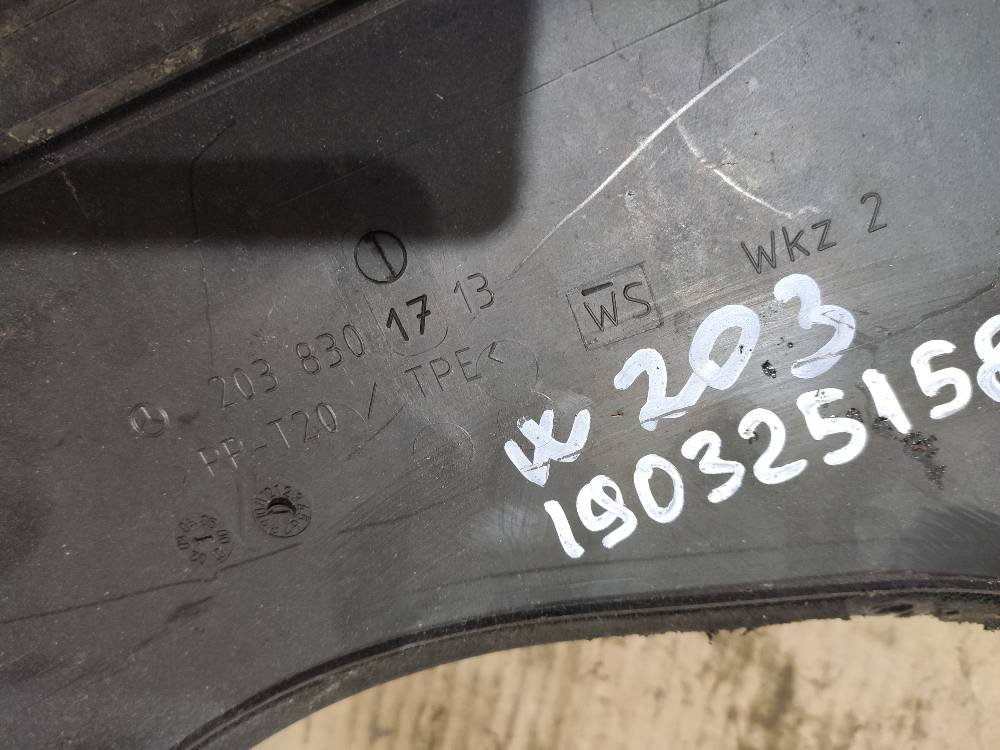 203 830 17 13
PP-T20 / TPE<
WS
Wkz 2
W 203
190325158